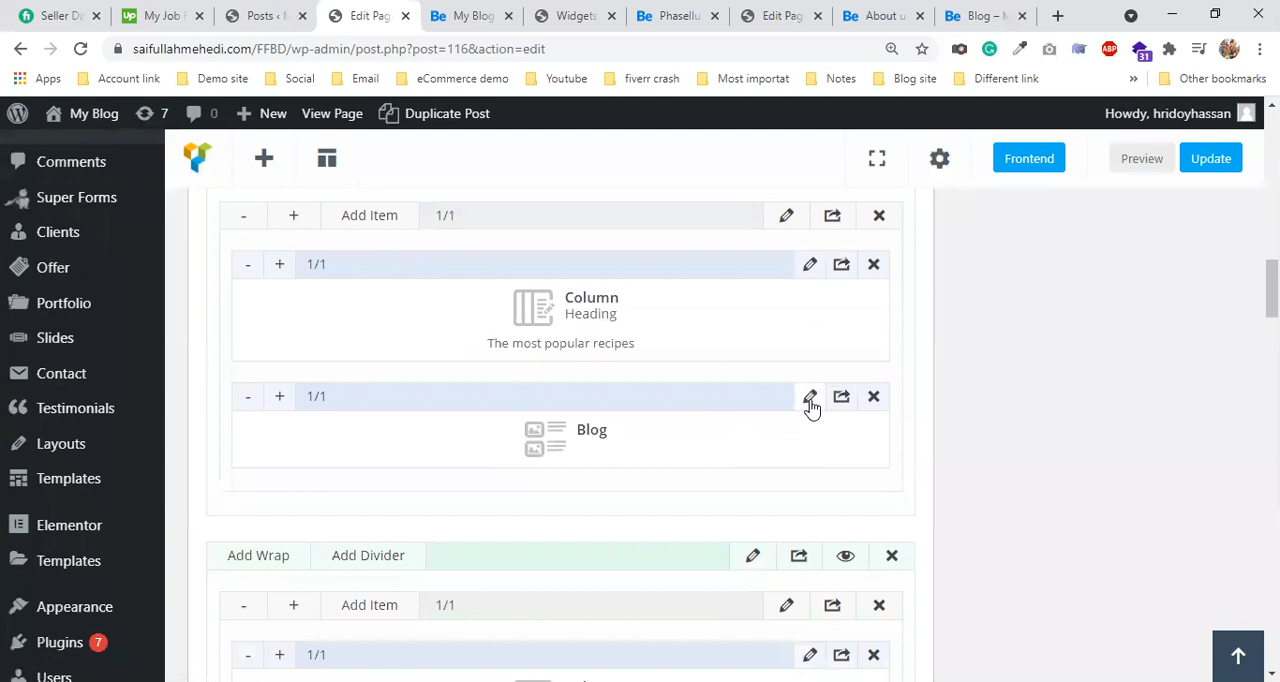 Seller Da
My Job F
Posts ‹ M
Edit Pag
My Blog
Widgets
Phasellu
Edit Pag
About u
Blog – M
saifullahmehedi.com/FFBD/wp-admin/post.php?post=116&action=edit
ABP
31
Apps
Account link
Demo site
Social
Email
eCommerce demo
Youtube
fiverr crash
Most importat
Notes
Blog site
Different link
»
Other bookmarks
My Blog
7
0
New
View Page
Duplicate Post
Howdy, hridoyhassan
Comments
Super Forms
Clients
Offer
Portfolio
Slides
Contact
Testimonials
Layouts
Templates
Elementor
Templates
Appearance
Plugins 7
Users
Frontend
Preview
Update
- + Add Item 1/1
- + 1/1
Column
Heading
The most popular recipes
- + 1/1
Blog
Add Wrap
Add Divider
- + Add Item 1/1
- + 1/1